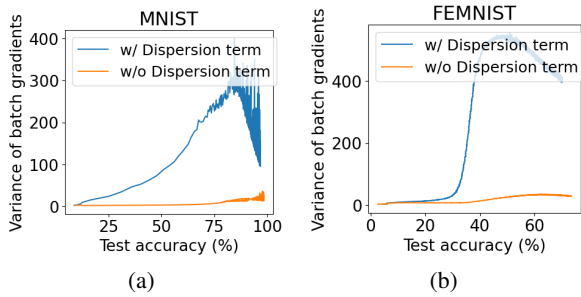 MNIST
Variance of batch gradients
400
300
200
100
0
w/ Dispersion term
w/o Dispersion term
25
50
75
100
Test accuracy (%)
(a)
FEMNIST
Variance of batch gradients
400
200
0
w/ Dispersion term
w/o Dispersion term
0
20
40
60
Test accuracy (%)
(b)